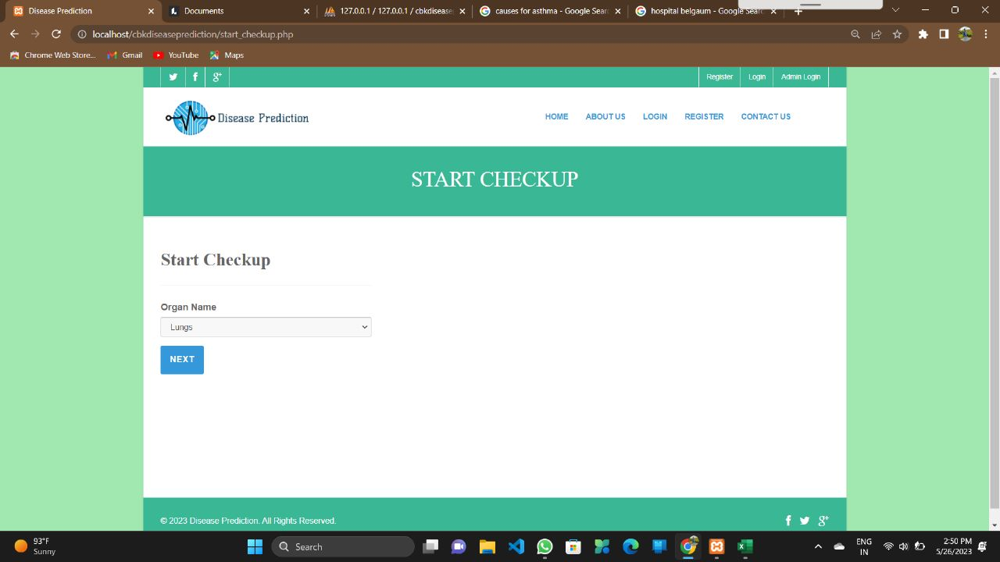 Disease Prediction
Documents
127.0.0.1 / 127.0.0.1 / cbkdiseasep
causes for asthma - Google Searc
hospital belgaum - Google Searc
localhost/cbkdiseaseprediction/start_checkup.php
Chrome Web Store...
Gmail
YouTube
Maps
Register
Login
Admin Login
Disease Prediction
HOME
ABOUT US
LOGIN
REGISTER
CONTACT US
START CHECKUP
Start Checkup
Organ Name
Lungs
NEXT
© 2023 Disease Prediction. All Rights Reserved.
93°F
Sunny
Search
ENG
IN
2:50 PM
5/26/2023